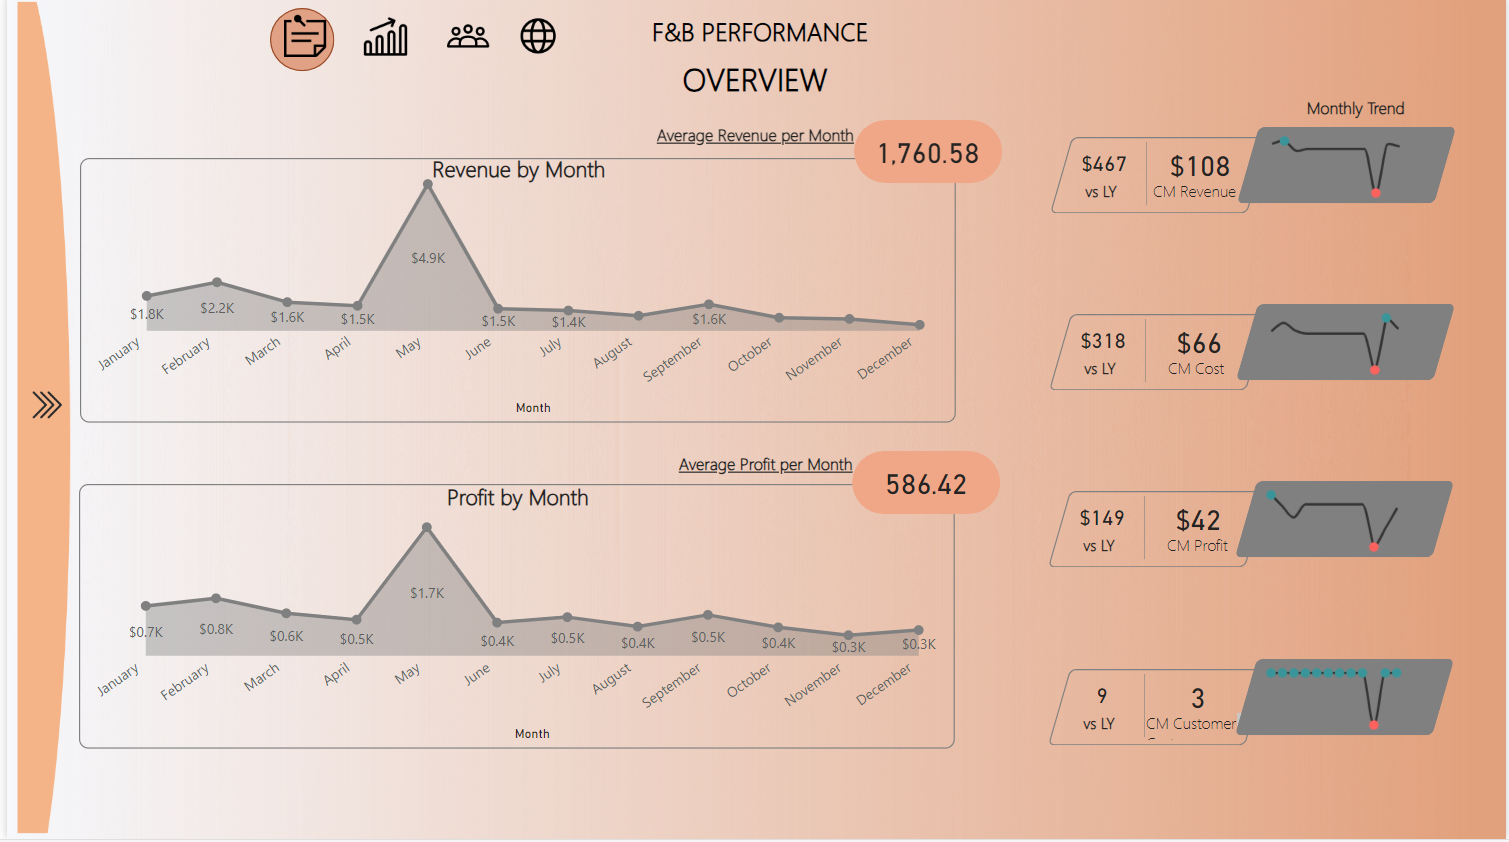 F&B PERFORMANCE
OVERVIEW
Monthly Trend
Average Revenue per Month
1,760.58
Revenue by Month
$1.8K
$2.2K
$1.6K
$1.5K
$4.9K
$1.5K
$1.4K
$1.6K
January
February
March
April
May
June
July
August
September
October
November
December
Month
$467
vs LY
$108
CM Revenue
$318
vs LY
$66
CM Cost
Average Profit per Month
586.42
Profit by Month
$0.7K
$0.8K
$0.6K
$0.5K
$1.7K
$0.4K
$0.5K
$0.4K
$0.5K
$0.4K
$0.3K
$0.3K
January
February
March
April
May
June
July
August
September
October
November
December
Month
$149
vs LY
$42
CM Profit
9
vs LY
3
CM Customer